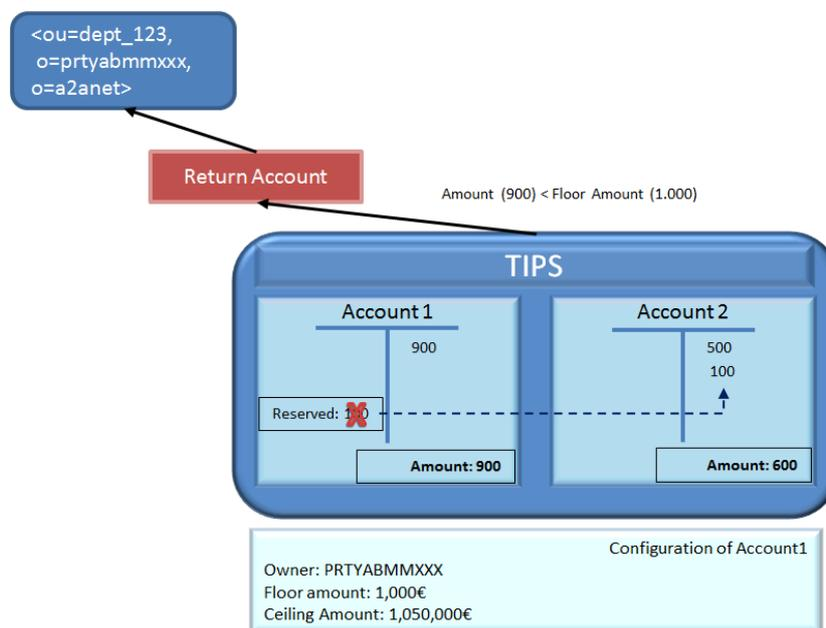 <ou=dept_123,
o=prtyabmmxxx,
o=a2anet>
Return Account
Amount (900) < Floor Amount (1.000)
TIPS
Account 1
Account 2
900
500
100
Reserved:
Amount: 900
Amount: 600
Configuration of Account1
Owner: PRTYABMMXXX
Floor amount: 1,000€
Ceiling Amount: 1,050,000€